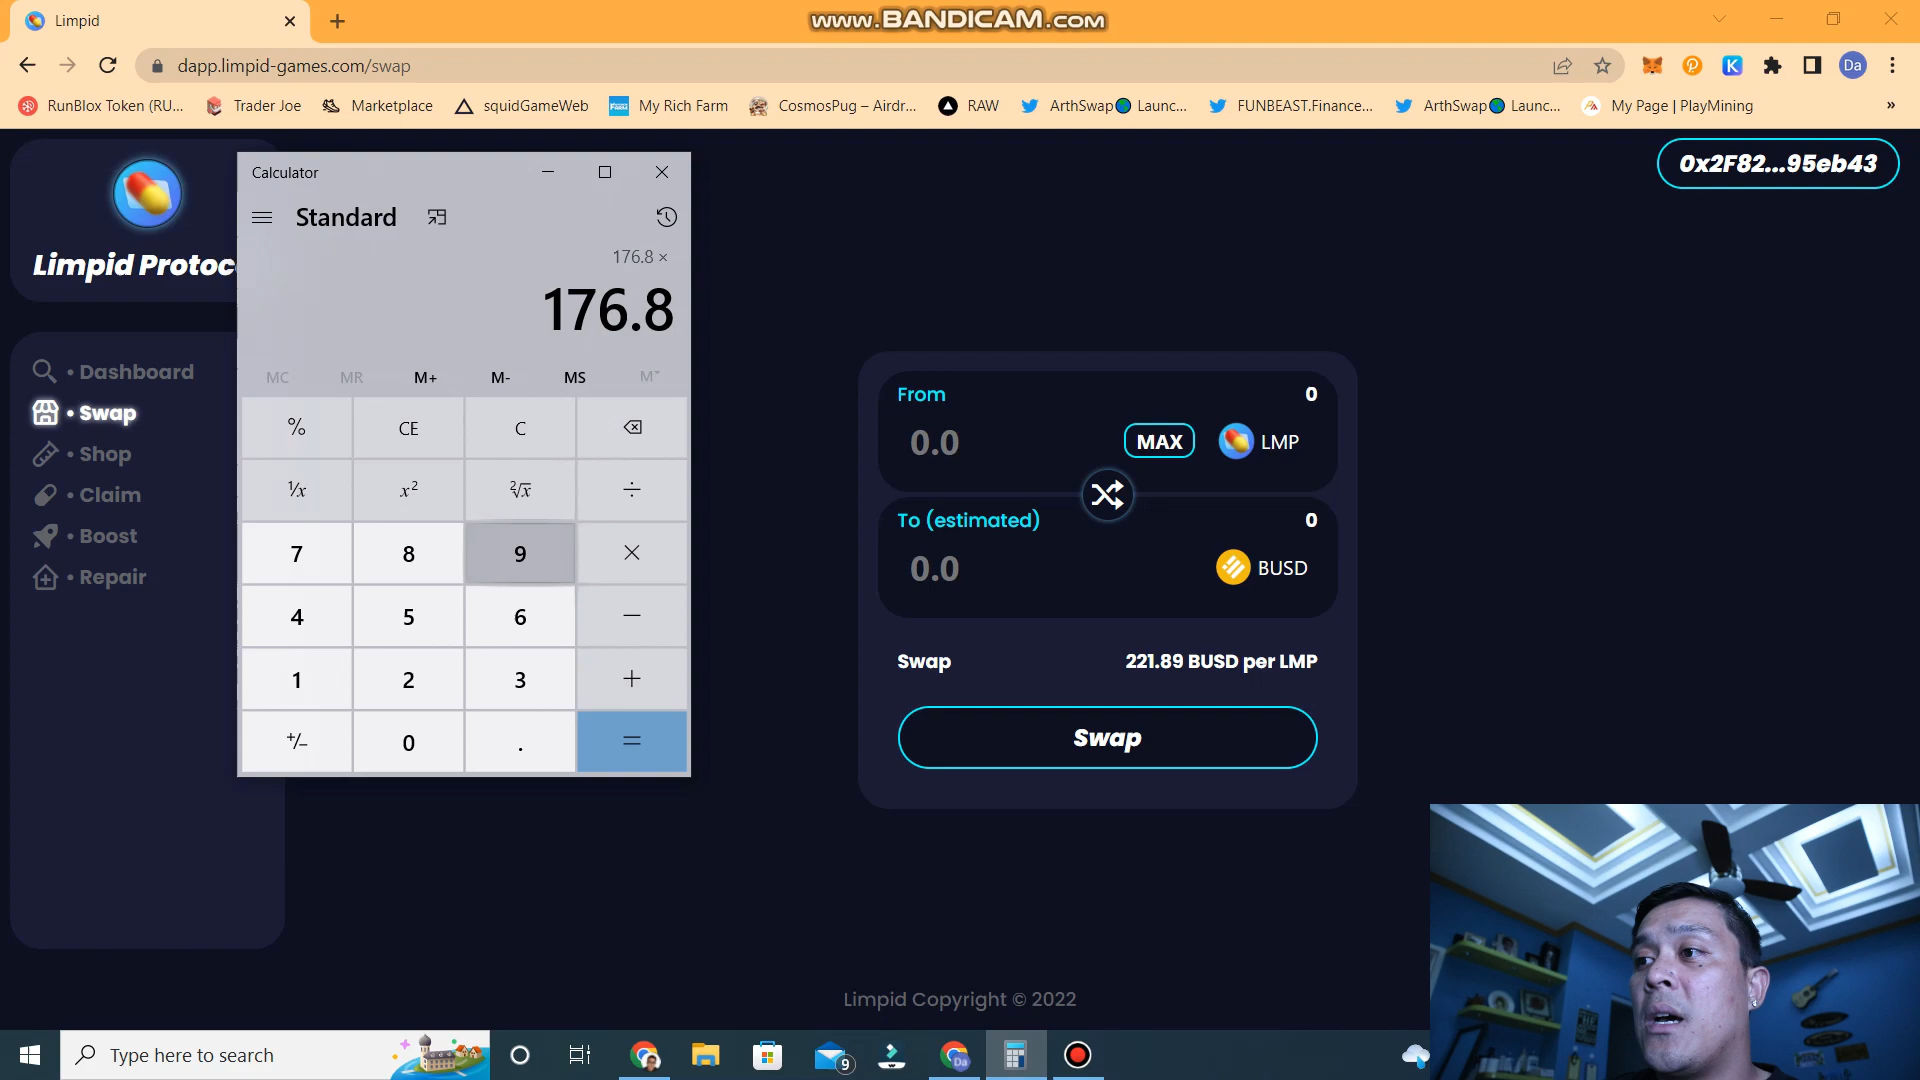 Limpid
www.BANDICAM.com
dapp.limpid-games.com/swap
Da
RunBlox Token (RU...
Trader Joe
Marketplace
squidGameWeb
My Rich Farm
CosmosPug – Airdr...
RAW
ArthSwap Launc...
FUNBEAST.Finance...
ArthSwap Launc...
My Page | PlayMining
»
Limpid Protoc
0x2F82...95eb43
• Dashboard
• Swap
• Shop
• Claim
• Boost
• Repair
Calculator
Standard
176.8 ×
176.8
MC MR M+ M- MS M˅
% CE C
¹/x x² ²√x ÷
7 8 9 ×
4 5 6 −
1 2 3 +
+/− 0 . =
From 0
0.0 MAX LMP
To (estimated) 0
0.0 BUSD
Swap 221.89 BUSD per LMP
Swap
Limpid Copyright © 2022
Type here to search
9
Da